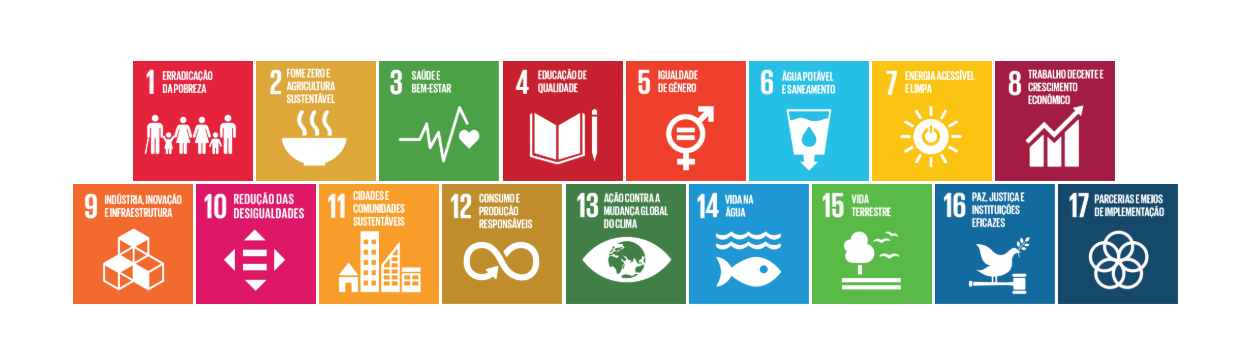 1 ERRADICAÇÃO
DA POBREZA
2 FOME ZERO E
AGRICULTURA
SUSTENTÁVEL
3 SAÚDE E
BEM-ESTAR
4 EDUCAÇÃO DE
QUALIDADE
5 IGUALDADE
DE GÊNERO
6 ÁGUA POTÁVEL
E SANEAMENTO
7 ENERGIA ACESSÍVEL
E LIMPA
8 TRABALHO DECENTE E
CRESCIMENTO
ECONÔMICO
9 INDÚSTRIA, INOVAÇÃO
E INFRAESTRUTURA
10 REDUÇÃO DAS
DESIGUALDADES
11 CIDADES E
COMUNIDADES
SUSTENTÁVEIS
12 CONSUMO E
PRODUÇÃO
RESPONSÁVEIS
13 AÇÃO CONTRA A
MUDANÇA GLOBAL
DO CLIMA
14 VIDA NA
ÁGUA
15 VIDA
TERRESTRE
16 PAZ, JUSTIÇA E
INSTITUIÇÕES
EFICAZES
17 PARCERIAS E MEIOS
DE IMPLEMENTAÇÃO